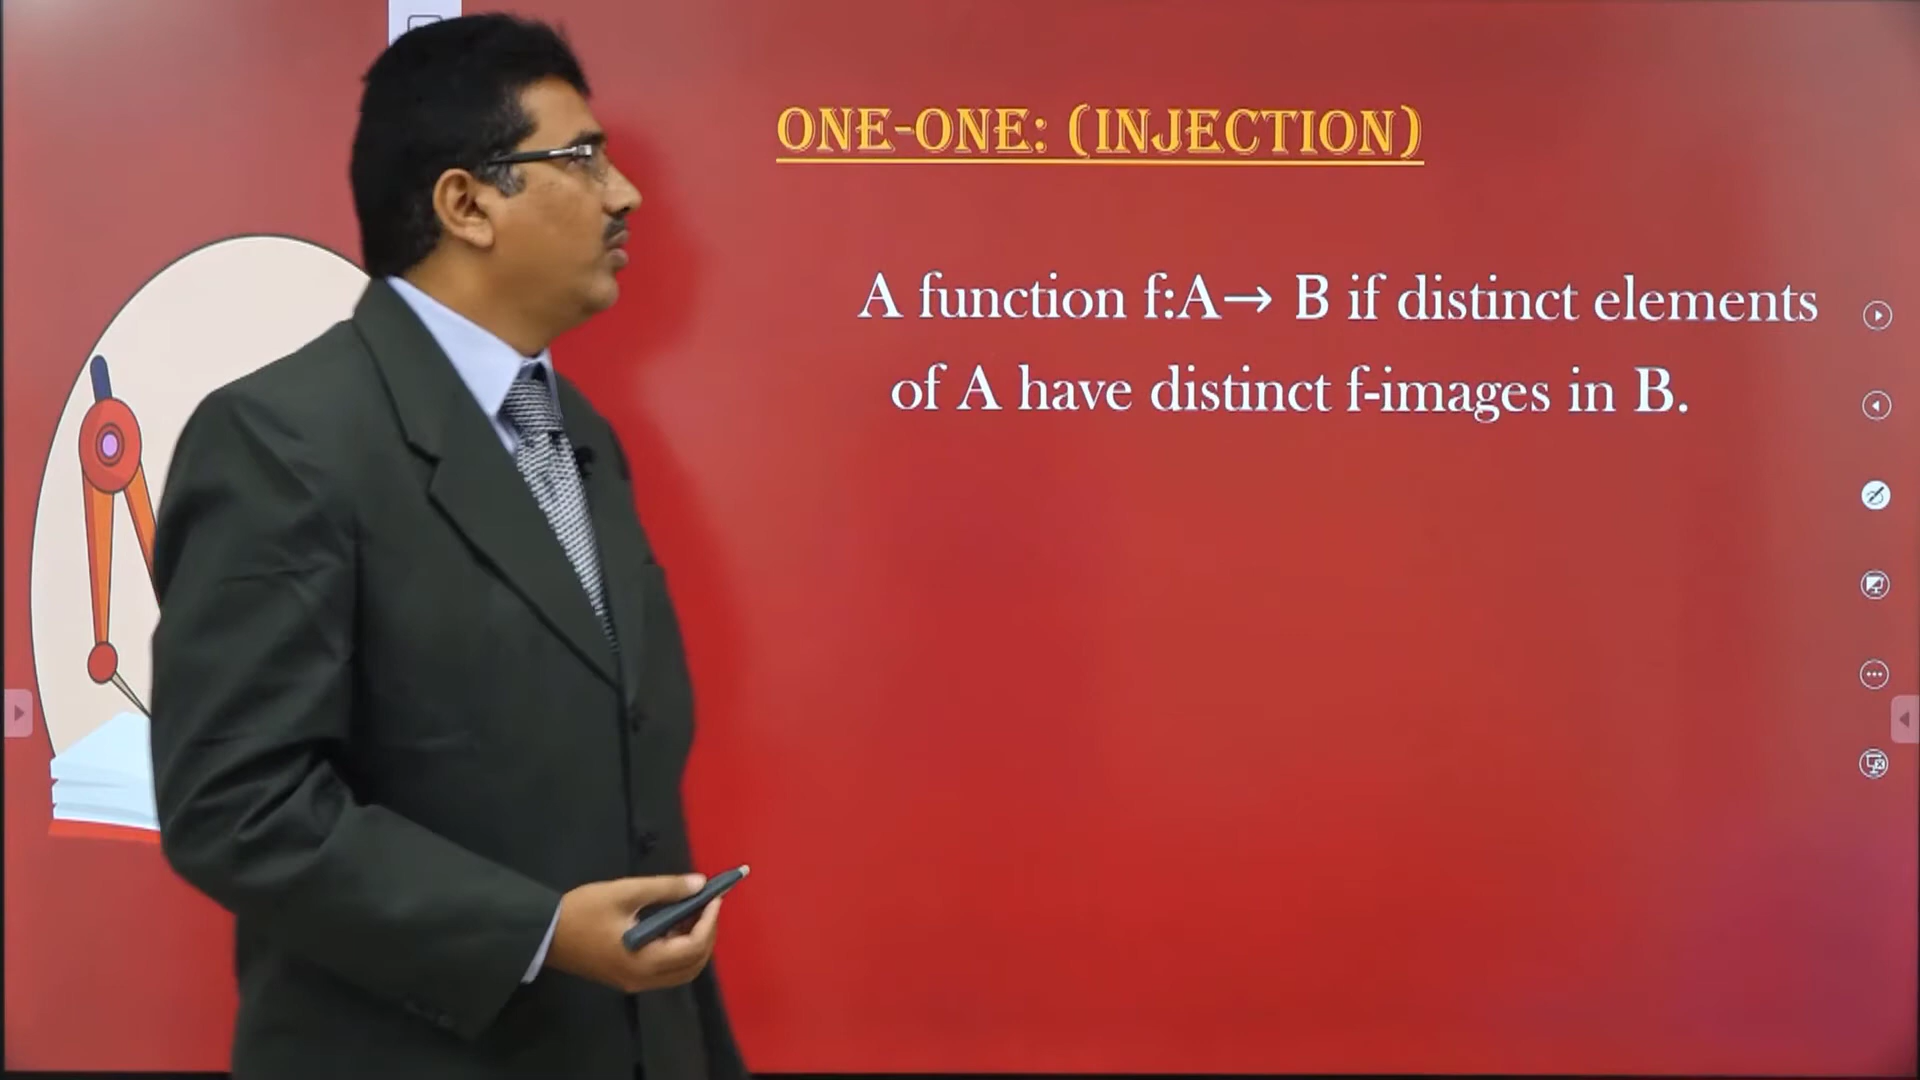 ONE-ONE: (INJECTION)
A function f:A→ B if distinct elements
of A have distinct f-images in B.